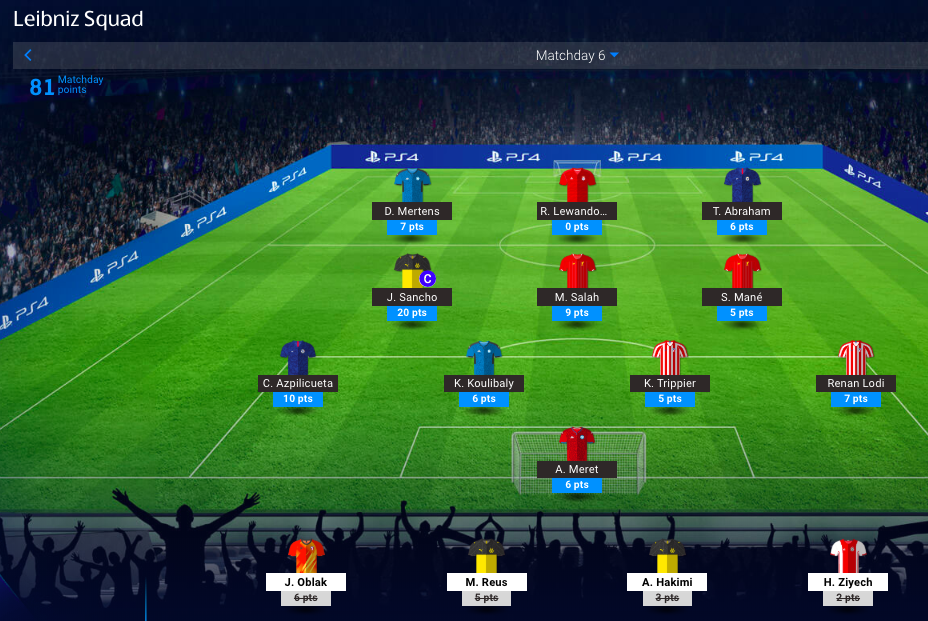 Leibniz Squad
Matchday 6
81 Matchday points
PS4 PS4 PS4 PS4
PS4
PS4
PS4
PS4
PS4
D. Mertens R. Lewando... T. Abraham
7 pts 0 pts 6 pts
C
J. Sancho M. Salah S. Mané
20 pts 9 pts 5 pts
C. Azpilicueta K. Koulibaly K. Trippier Renan Lodi
10 pts 6 pts 5 pts 7 pts
A. Meret
6 pts
J. Oblak M. Reus A. Hakimi H. Ziyech
6 pts 5 pts 3 pts 2 pts